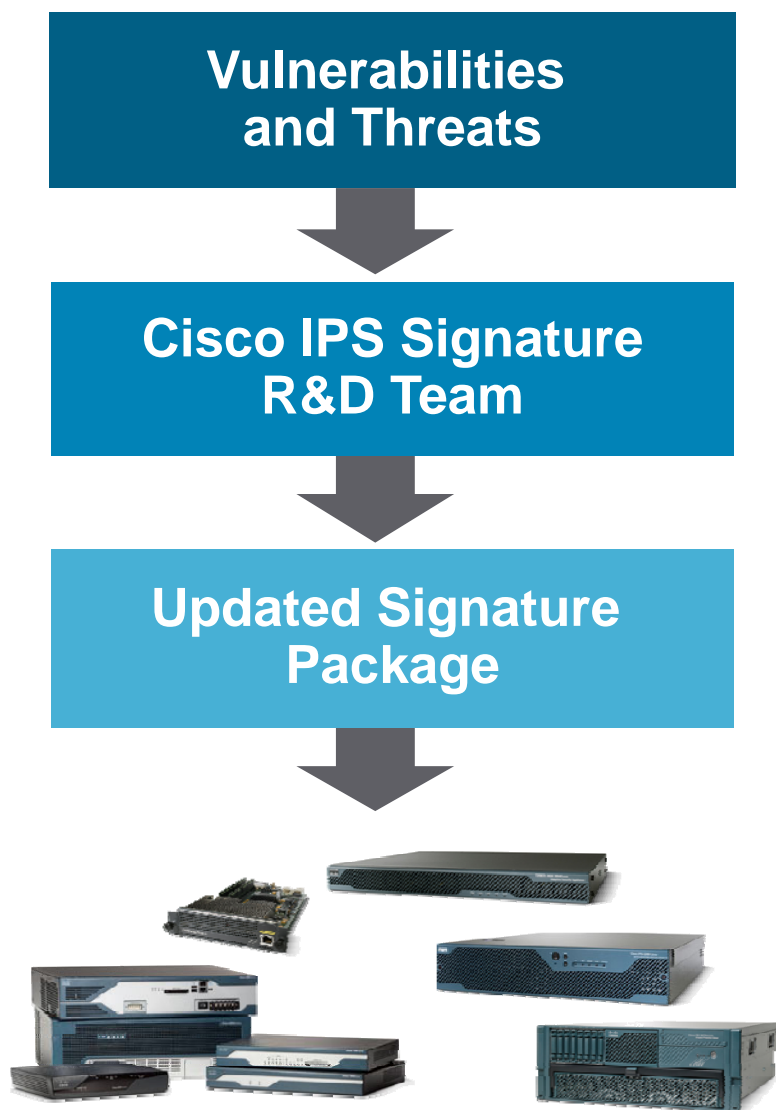 Vulnerabilities
and Threats
Cisco IPS Signature
R&D Team
Updated Signature
Package